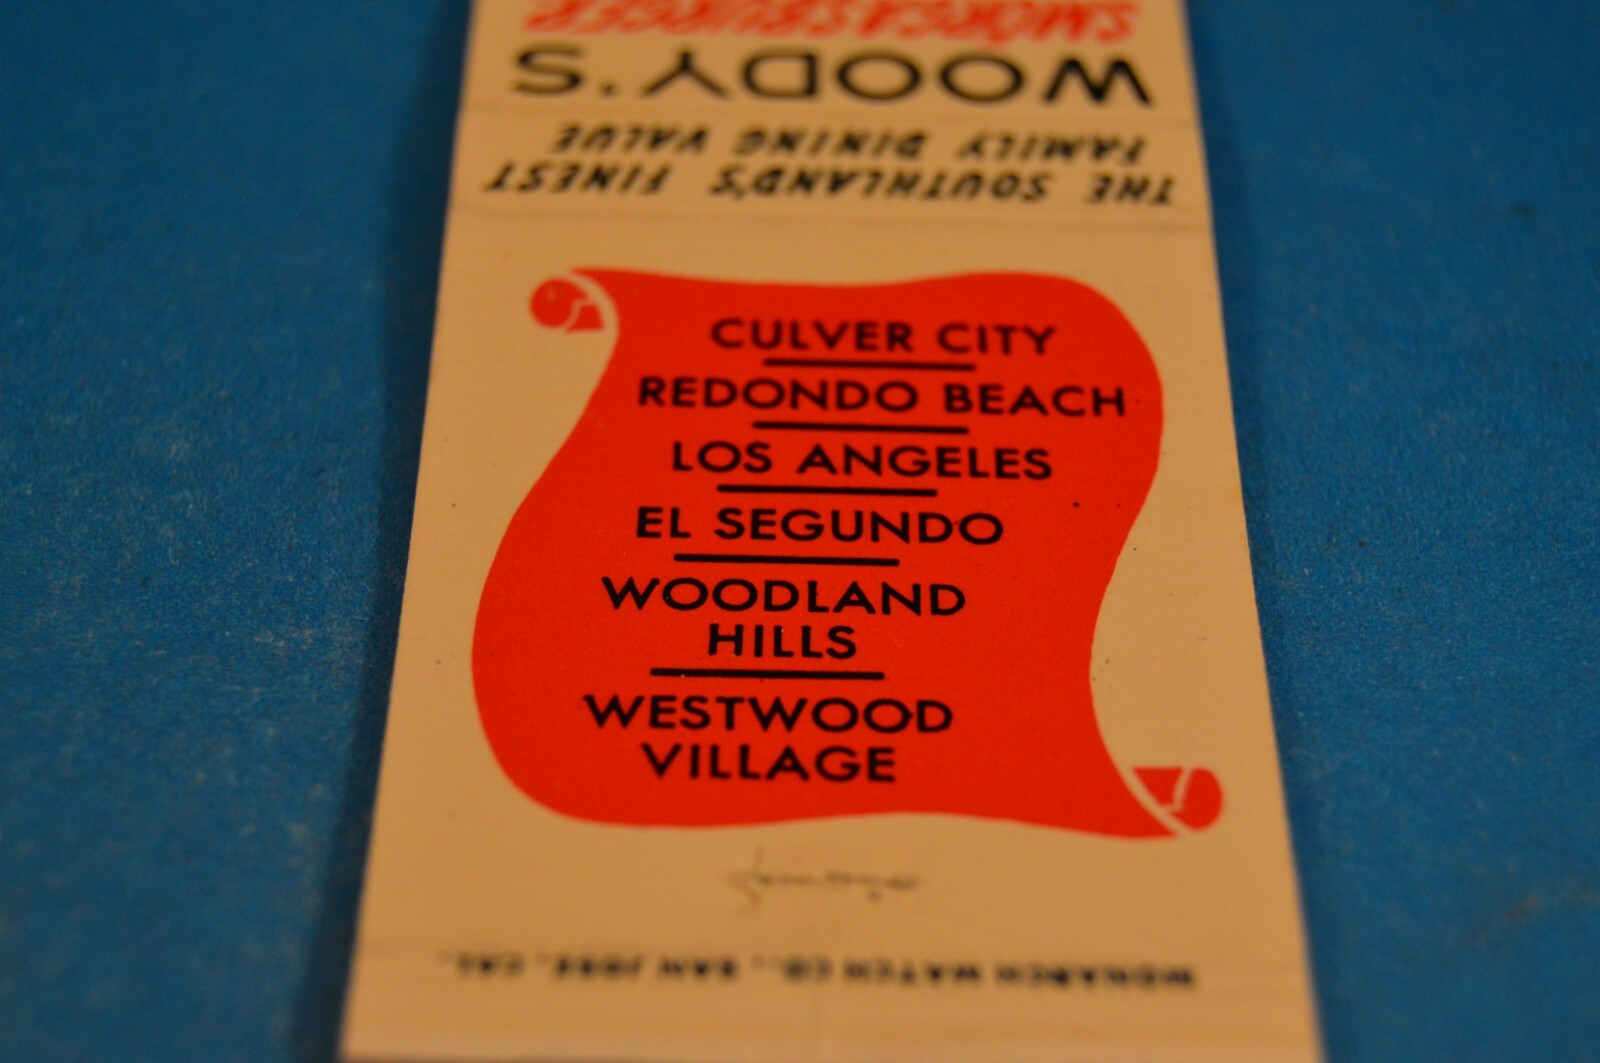 SMORGASBURGER
WOODY'S
FAMILY DINING VALUE
THE SOUTHLAND'S FINEST
CULVER CITY
REDONDO BEACH
LOS ANGELES
EL SEGUNDO
WOODLAND
HILLS
WESTWOOD
VILLAGE
MONARCH MATCH CO., SAN JOSE, CAL.